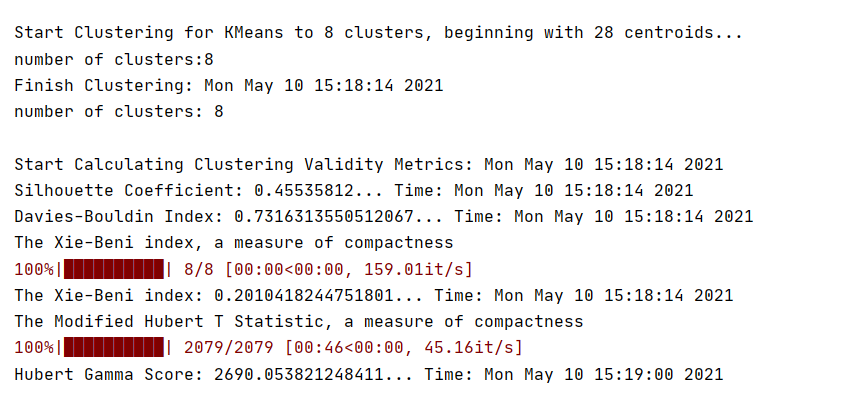 Start Clustering for KMeans to 8 clusters, beginning with 28 centroids...
number of clusters:8
Finish Clustering: Mon May 10 15:18:14 2021
number of clusters: 8
Start Calculating Clustering Validity Metrics: Mon May 10 15:18:14 2021
Silhouette Coefficient: 0.45535812... Time: Mon May 10 15:18:14 2021
Davies-Bouldin Index: 0.7316313550512067... Time: Mon May 10 15:18:14 2021
The Xie-Beni index, a measure of compactness
100%|██████████| 8/8 [00:00<00:00, 159.01it/s]
The Xie-Beni index: 0.2010418244751801... Time: Mon May 10 15:18:14 2021
The Modified Hubert T Statistic, a measure of compactness
100%|██████████| 2079/2079 [00:46<00:00, 45.16it/s]
Hubert Gamma Score: 2690.053821248411... Time: Mon May 10 15:19:00 2021